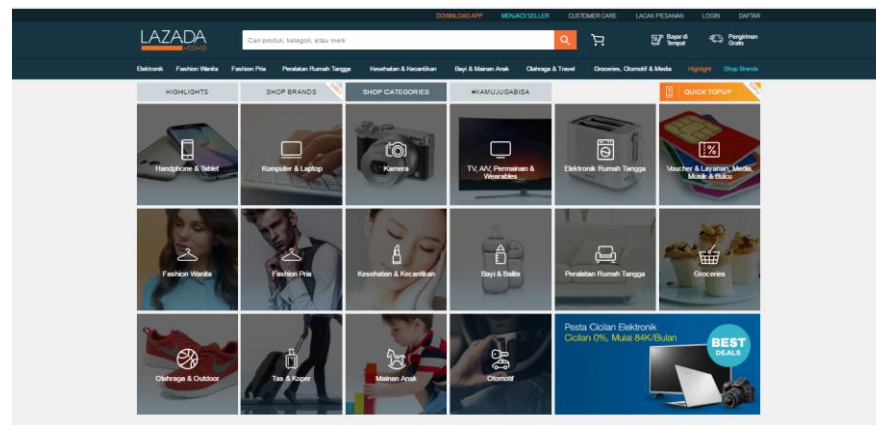 DOWNLOAD APP MENJADI SELLER CUSTOMER CARE LACAK PESANAN LOGIN DAFTAR
LAZADA
.CO.ID
Cari produk, kategori, atau merk
Bayar di
Tempat
Pengiriman
Gratis
Elektronik Fashion Wanita Fashion Pria Peralatan Rumah Tangga Kesehatan & Kecantikan Bayi & Mainan Anak Olahraga & Travel Groceries, Otomotif & Media Highlight Shop Brands
HIGHLIGHTS SHOP BRANDS SHOP CATEGORIES #KAMUJUGABISA QUICK TOPUP
Handphone & Tablet
Komputer & Laptop
Kamera
TV, A/V, Permainan &
Wearables
Elektronik Rumah Tangga
Voucher & Layanan, Media,
Musik & Buku
Fashion Wanita
Fashion Pria
Kesehatan & Kecantikan
Bayi & Balita
Peralatan Rumah Tangga
Groceries
Olahraga & Outdoor
Tas & Koper
Mainan Anak
Otomotif
Pesta Cicilan Elektronik
Cicilan 0%, Mulai 84K/Bulan
BEST
DEALS